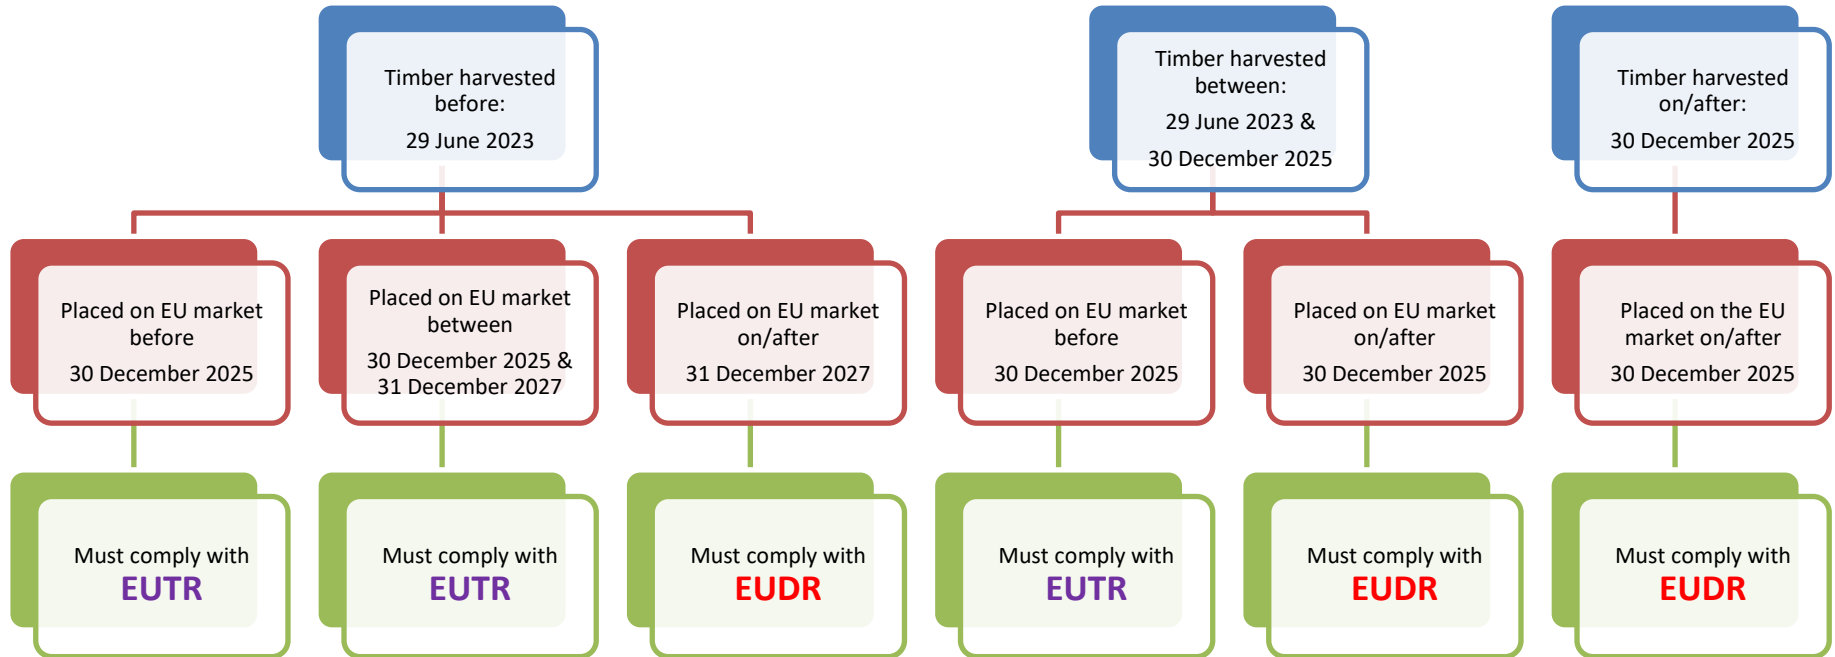 Timber harvested
before:
29 June 2023
Timber harvested
between:
29 June 2023 &
30 December 2025
Timber harvested
on/after:
30 December 2025
Placed on EU market
before
30 December 2025
Placed on EU market
between
30 December 2025 &
31 December 2027
Placed on EU market
on/after
31 December 2027
Placed on EU market
before
30 December 2025
Placed on EU market
on/after
30 December 2025
Placed on the EU
market on/after
30 December 2025
Must comply with
EUTR
Must comply with
EUTR
Must comply with
EUDR
Must comply with
EUTR
Must comply with
EUDR
Must comply with
EUDR